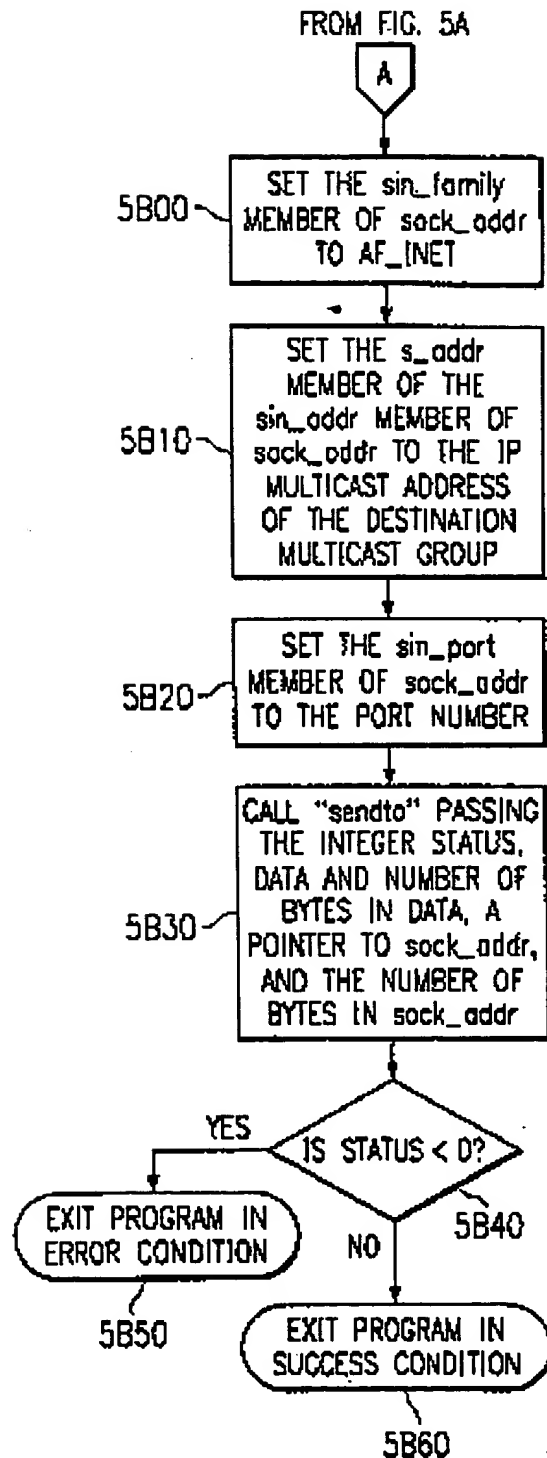 FROM FIG. 5A
A
5B00
SET THE sin_family
MEMBER OF sock_addr
TO AF_INET
5B10
SET THE s_addr
MEMBER OF THE
sin_addr MEMBER OF
sock_addr TO THE IP
MULTICAST ADDRESS
OF THE DESTINATION
MULTICAST GROUP
5B20
SET THE sin_port
MEMBER OF sock_addr
TO THE PORT NUMBER
5B30
CALL "sendto" PASSING
THE INTEGER STATUS,
DATA AND NUMBER OF
BYTES IN DATA, A
POINTER TO sock_addr,
AND THE NUMBER OF
BYTES IN sock_addr
IS STATUS < 0?
5B40
YES
EXIT PROGRAM IN
ERROR CONDITION
5B50
NO
EXIT PROGRAM IN
SUCCESS CONDITION
5B60